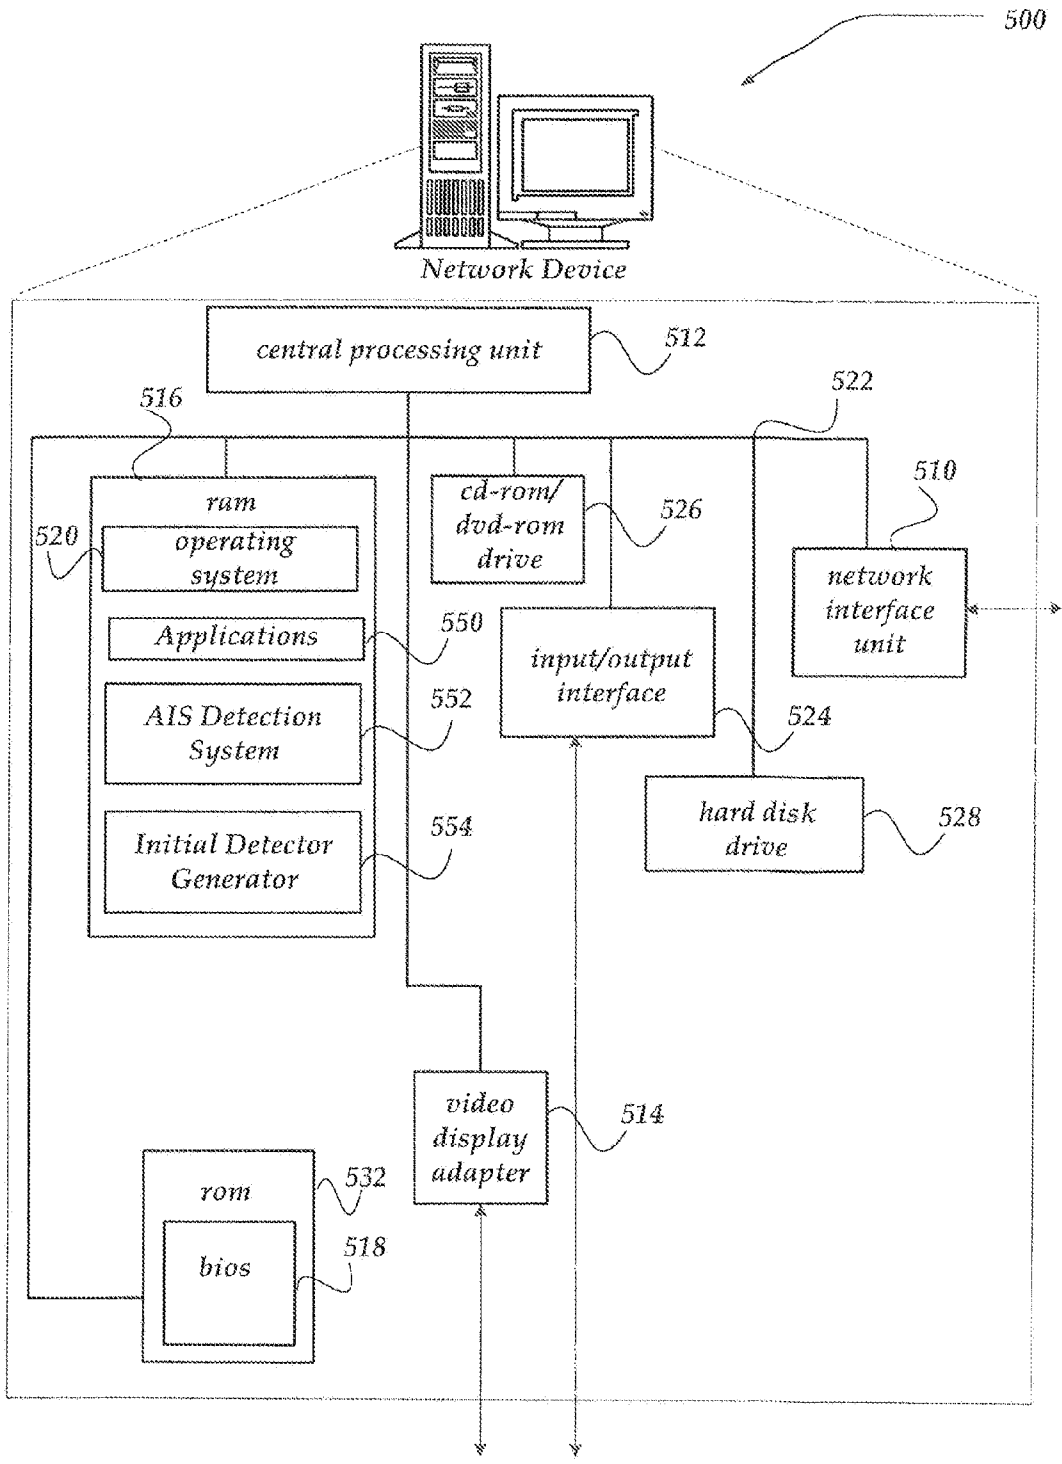 500
Network Device
central processing unit
512
516
522
ram
cd-rom/
dvd-rom
drive
526
510
520
operating
system
network
interface
unit
Applications
550
input/output
interface
524
AIS Detection
System
552
hard disk
drive
528
Initial Detector
Generator
554
video
display
adapter
514
rom
532
bios
518